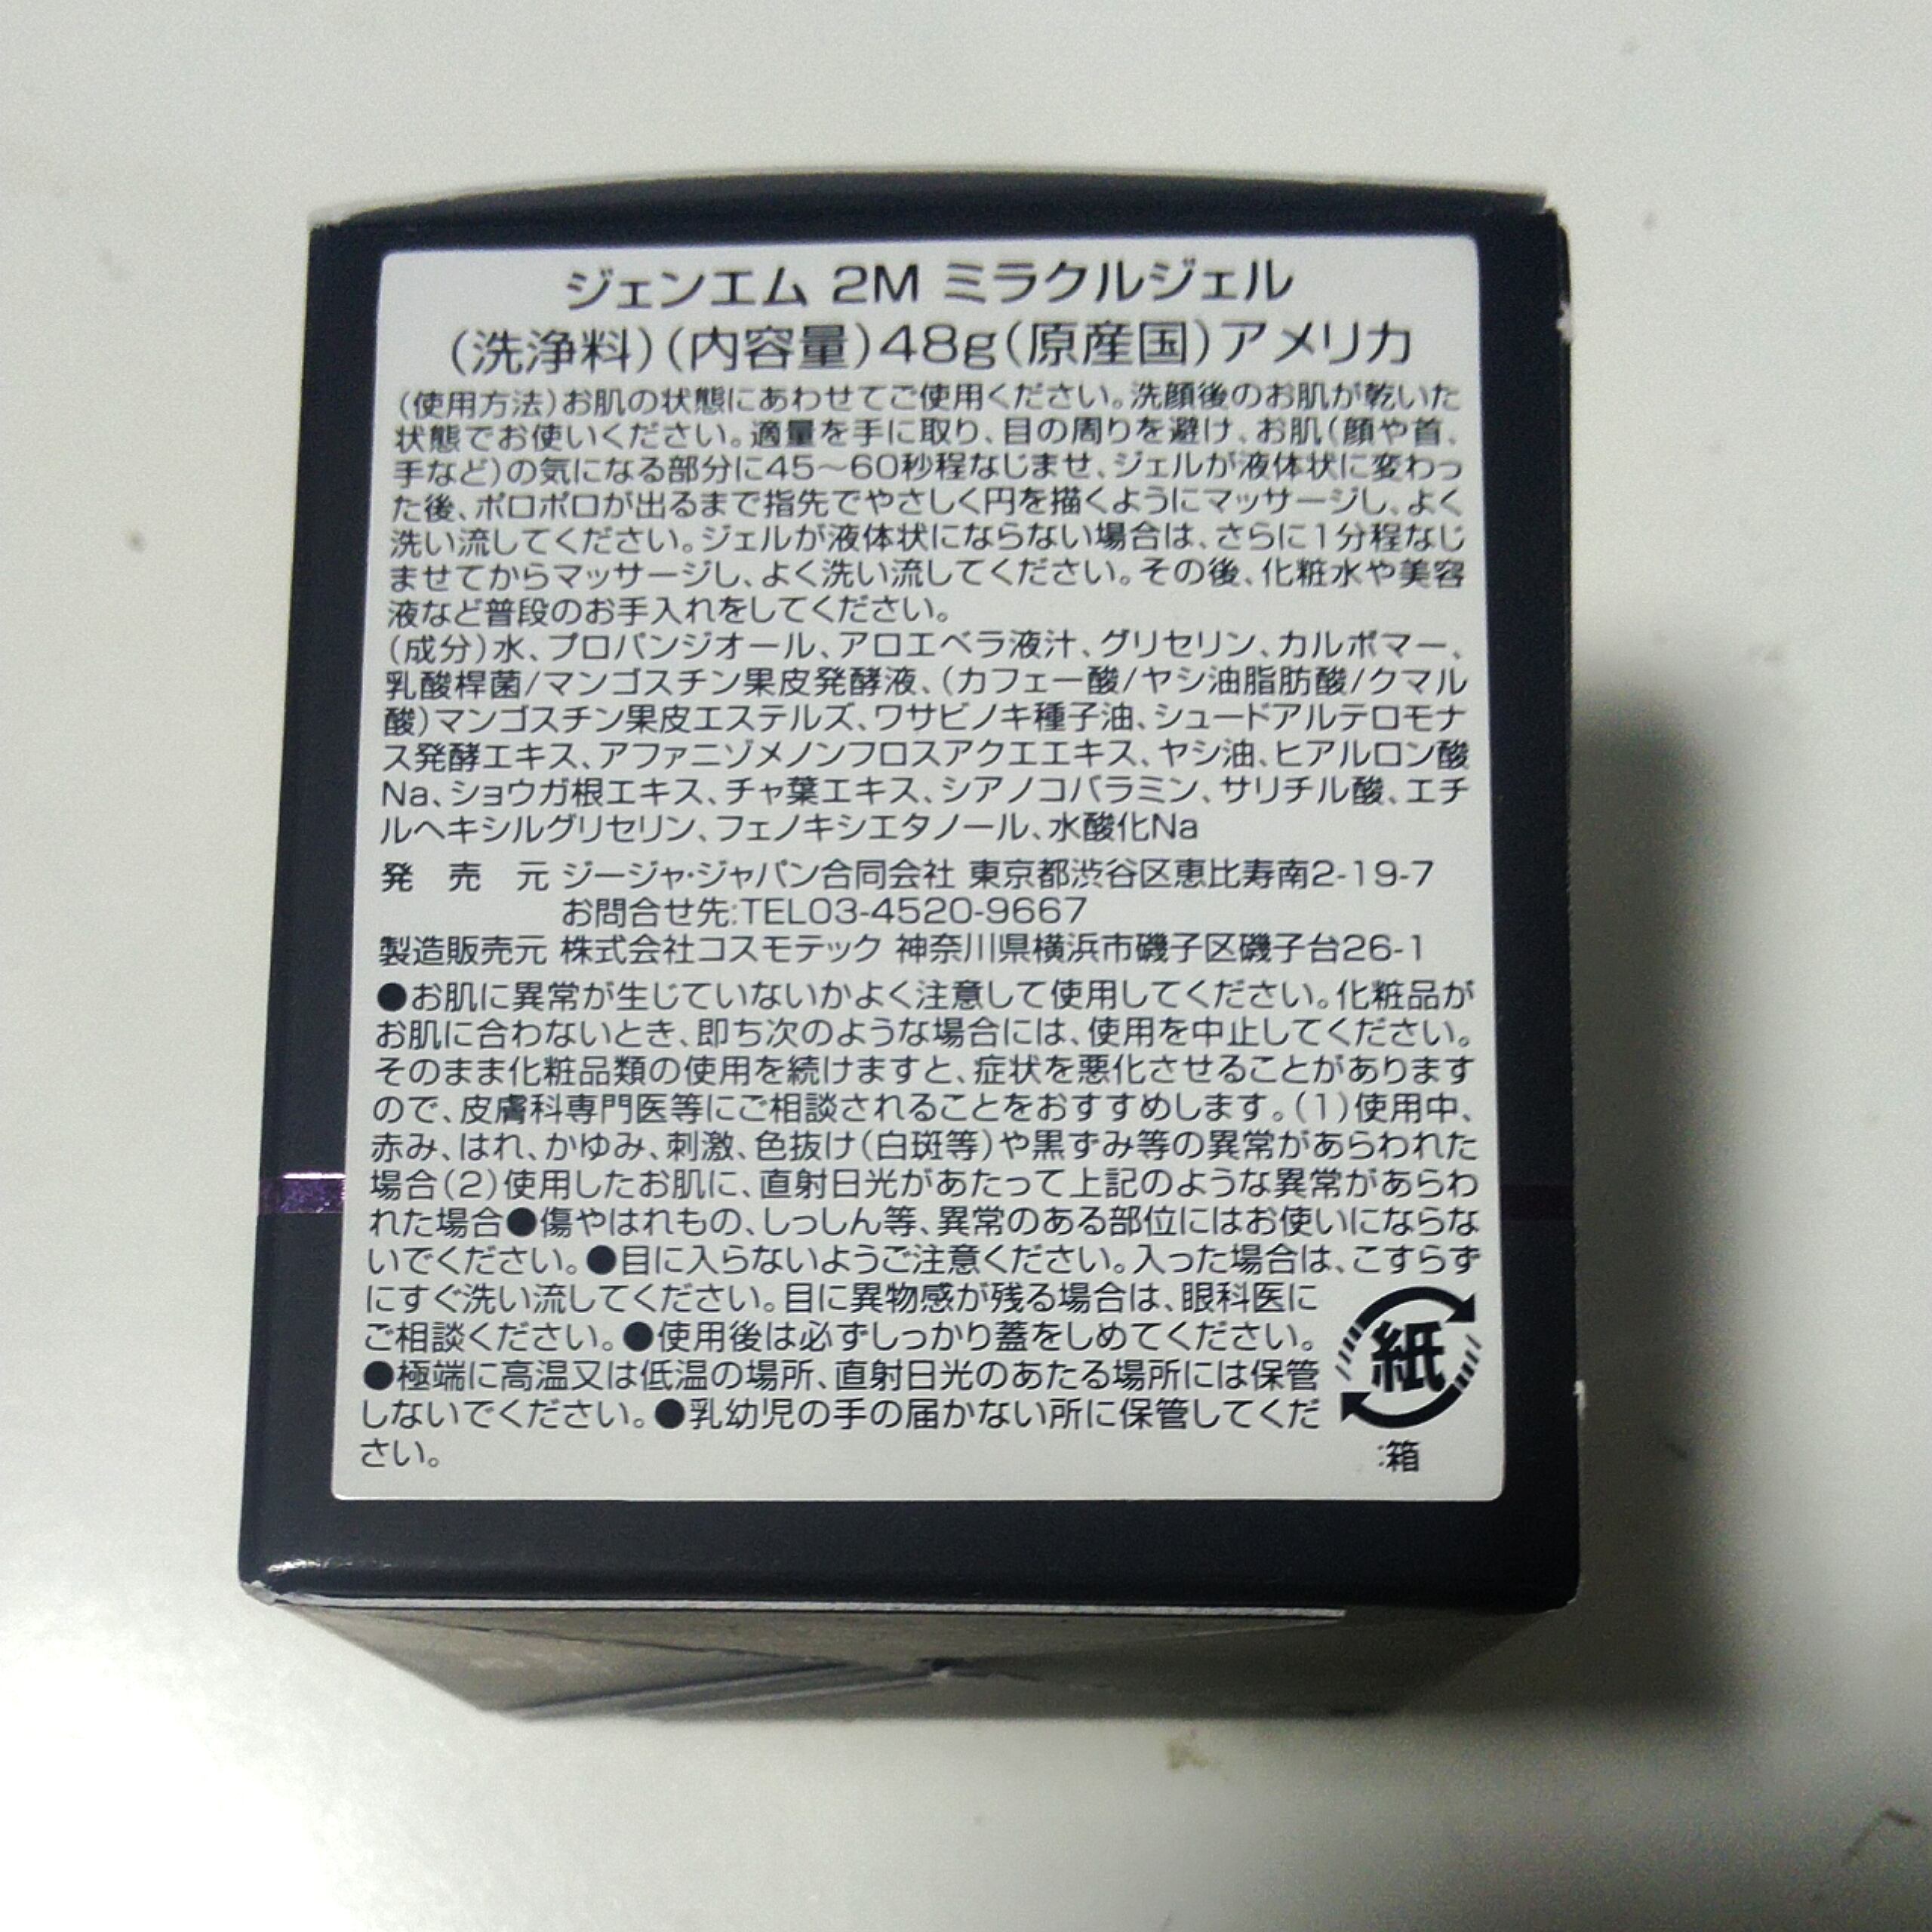 ジェンエム 2M ミラクルジェル
(洗浄料)(内容量)48g(原産国)アメリカ
(使用方法)お肌の状態にあわせてご使用ください。洗顔後のお肌が乾いた
状態でお使いください。適量を手に取り、目の周りを避け、お肌(顔や首、
手など)の気になる部分に45～60秒程なじませ、ジェルが液体状に変わっ
た後、ポロポロが出るまで指先でやさしく円を描くようにマッサージし、よく
洗い流してください。ジェルが液体状にならない場合は、さらに1分程なじ
ませてからマッサージし、よく洗い流してください。その後、化粧水や美容
液など普段のお手入れをしてください。
(成分)水、プロパンジオール、アロエベラ液汁、グリセリン、カルボマー、
乳酸桿菌/マンゴスチン果皮発酵液、(カフェー酸/ヤシ油脂肪酸/クマル
酸)マンゴスチン果皮エステルズ、ワサビノキ種子油、シュードアルテロモナ
ス発酵エキス、アファニゾメノンフロスアクエエキス、ヤシ油、ヒアルロン酸
Na、ショウガ根エキス、チャ葉エキス、シアノコバラミン、サリチル酸、エチ
ルヘキシルグリセリン、フェノキシエタノール、水酸化Na
発 売 元 ジージャ・ジャパン合同会社 東京都渋谷区恵比寿南2-19-7
お問合せ先:TEL03-4520-9667
製造販売元 株式会社コスモテック 神奈川県横浜市磯子区磯子台26-1
●お肌に異常が生じていないかよく注意して使用してください。化粧品が
お肌に合わないとき、即ち次のような場合には、使用を中止してください。
そのまま化粧品類の使用を続けますと、症状を悪化させることがあります
ので、皮膚科専門医等にご相談されることをおすすめします。(1)使用中、
赤み、はれ、かゆみ、刺激、色抜け(白斑等)や黒ずみ等の異常があらわれた
場合(2)使用したお肌に、直射日光があたって上記のような異常があらわ
れた場合●傷やはれもの、しっしん等、異常のある部位にはお使いにならな
いでください。●目に入らないようご注意ください。入った場合は、こすらず
にすぐ洗い流してください。目に異物感が残る場合は、眼科医に
ご相談ください。●使用後は必ずしっかり蓋をしめてください。
●極端に高温又は低温の場所、直射日光のあたる場所には保管
しないでください。●乳幼児の手の届かない所に保管してくだ
さい。
紙
:箱